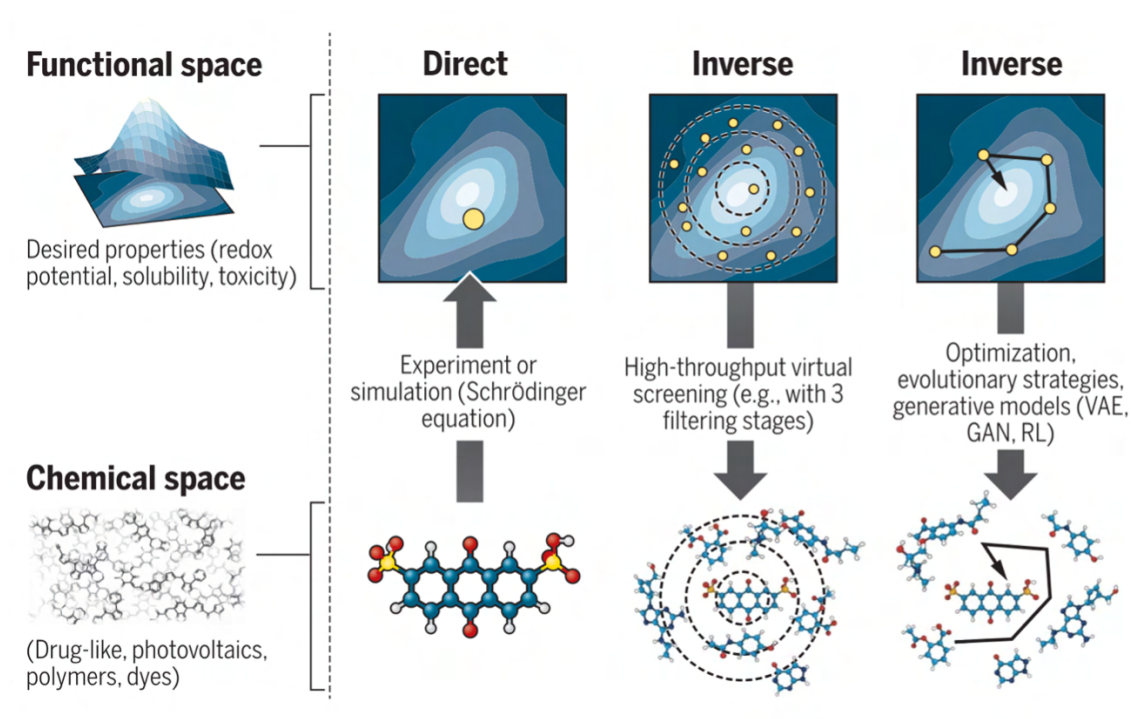 Functional space
Desired properties (redox
potential, solubility, toxicity)
Direct
Inverse
Inverse
Experiment or
simulation (Schrödinger
equation)
High-throughput virtual
screening (e.g., with 3
filtering stages)
Optimization,
evolutionary strategies,
generative models (VAE,
GAN, RL)
Chemical space
(Drug-like, photovoltaics,
polymers, dyes)